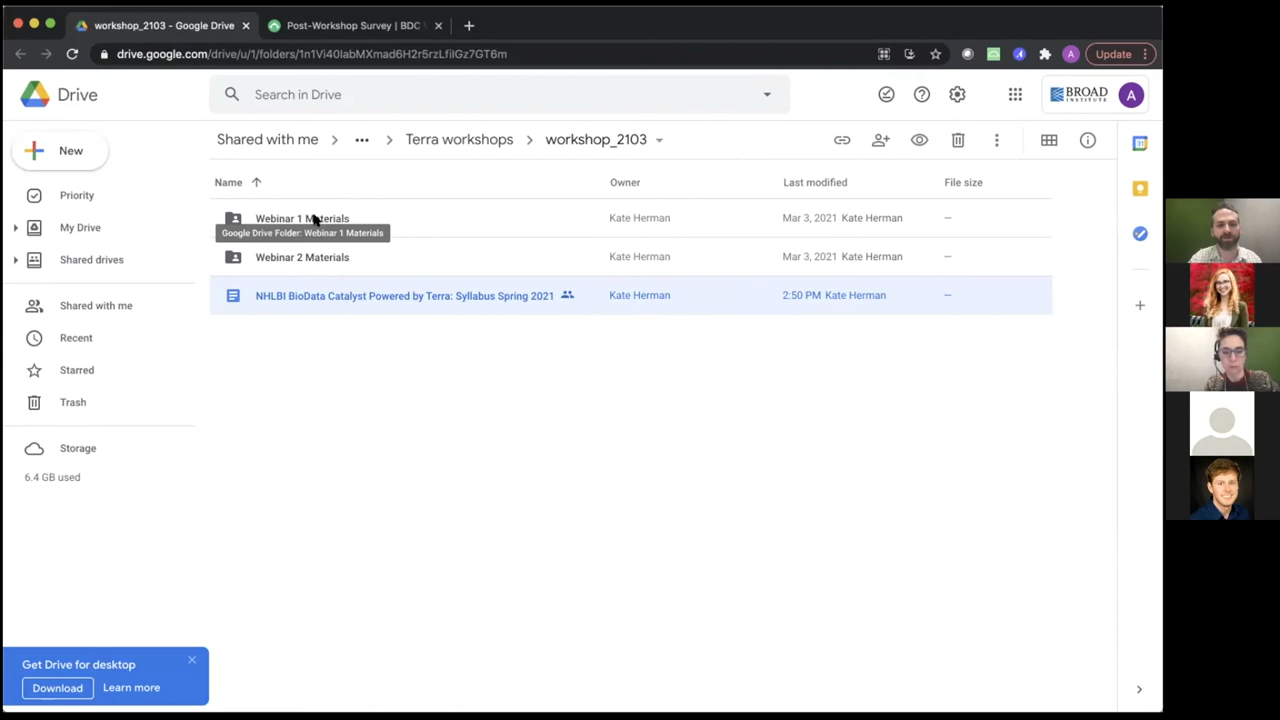 workshop_2103 - Google Drive
Post-Workshop Survey | BDC
drive.google.com/drive/u/1/folders/1n1Vi40IabMXmad6H2r5rzLfilGz7GT6m
A
Update
Drive
Search in Drive
BROAD
INSTITUTE
A
New
Shared with me
Terra workshops
workshop_2103
Priority
My Drive
Shared drives
Shared with me
Recent
Starred
Trash
Storage
6.4 GB used
Name
Owner
Last modified
File size
Webinar 1 Materials
Kate Herman
Mar 3, 2021 Kate Herman
–
Google Drive Folder: Webinar 1 Materials
Webinar 2 Materials
Kate Herman
Mar 3, 2021 Kate Herman
–
NHLBI BioData Catalyst Powered by Terra: Syllabus Spring 2021
Kate Herman
2:50 PM Kate Herman
–
31
Get Drive for desktop
Download
Learn more